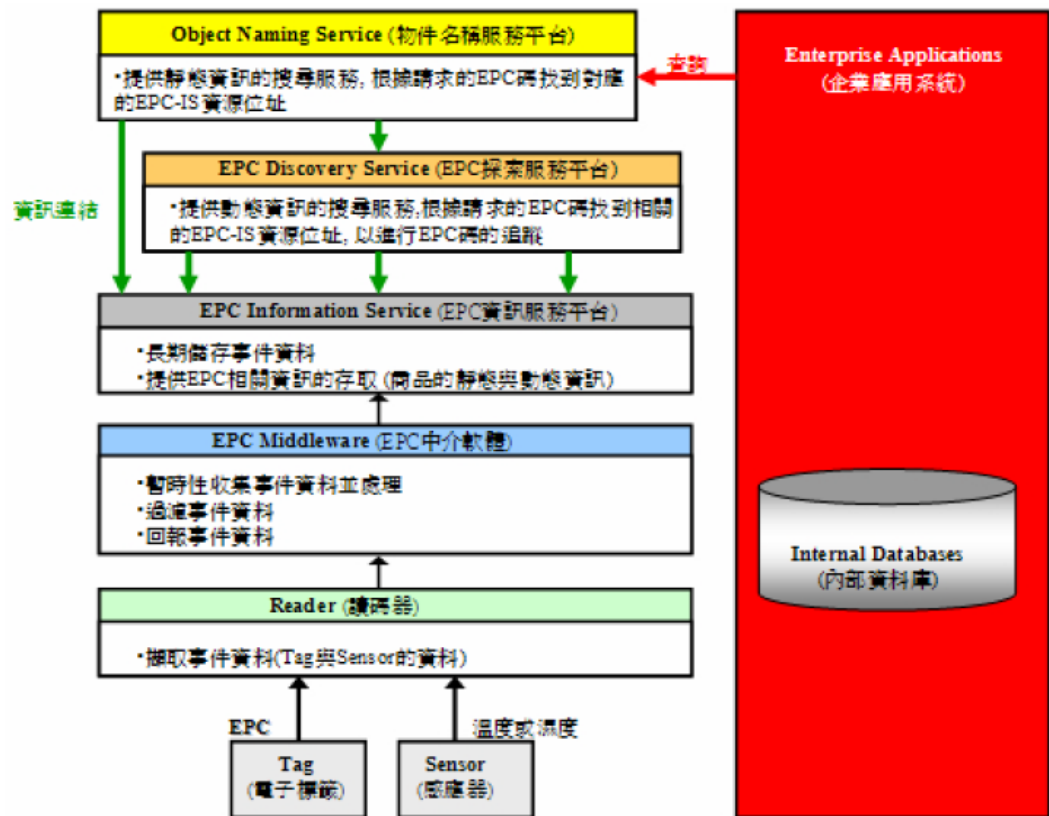 Object Naming Service (物件名稱服務平台)
•提供靜態資訊的搜尋服務, 根據請求的EPC碼找到對應
的EPC-IS資源位址
查詢
Enterprise Applications
(企業應用系統)
EPC Discovery Service (EPC探索服務平台)
•提供動態資訊的搜尋服務,根據請求的EPC碼找到相關
的EPC-IS資源位址, 以進行EPC碼的追蹤
資訊連結
EPC Information Service (EPC資訊服務平台)
•長期儲存事件資料
•提供EPC相關資訊的存取 (商品的靜態與動態資訊)
EPC Middleware (EPC中介軟體)
•暫時性收集事件資料並處理
•過濾事件資料
•回報事件資料
Internal Databases
(內部資料庫)
Reader (讀碼器)
•擷取事件資料(Tag與Sensor的資料)
EPC
溫度或濕度
Tag
(電子標籤)
Sensor
(感應器)